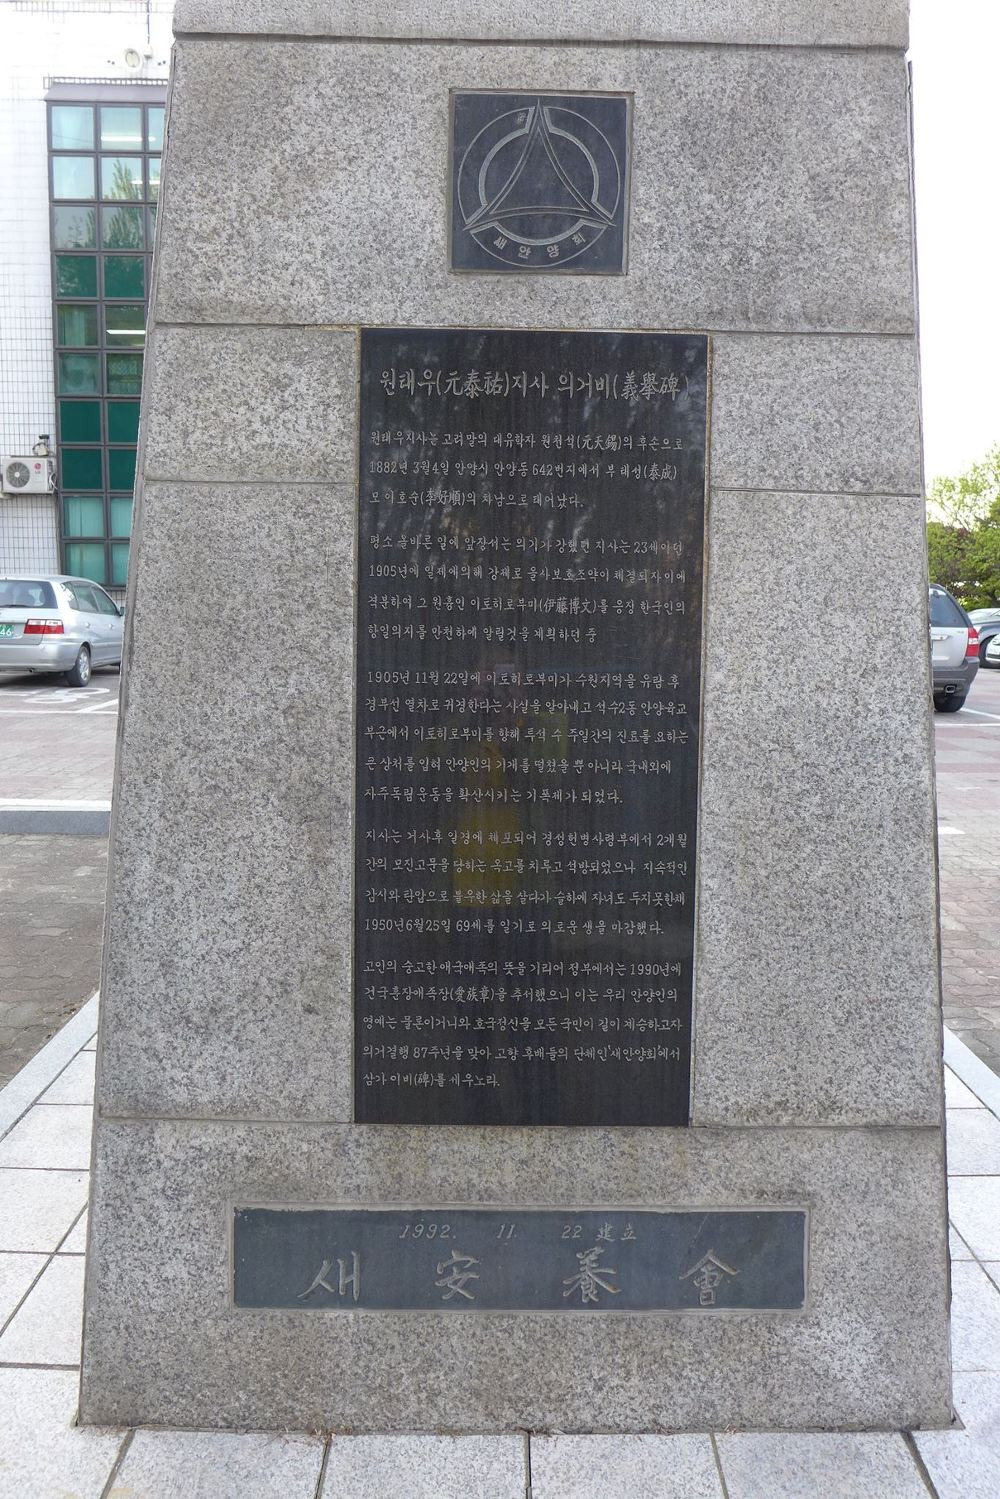 새안양회
원태우(元泰祐)지사 의거비(義擧碑)
원태우지사는 고려말의 대유학자 원천석(元天錫)의 후손으로
1882년 3월4일 안양시 안양동 642번지에서 부 태성(泰成)
모 이호순(李好順)의 차남으로 태어났다.
평소 올바른 일에 앞장서는 의기가 강했던 지사는 23세이던
1905년에 일제에의해 강제로 을사보호조약이 체결되자 이에
격분하여 그 원흉인 이토히로부미(伊藤博文)를 응징 한국인의
항일의지를 만천하에 알릴것을 계획하던 중
1905년 11월 22일에 이토히로부미가 수원지역을 유람 후
경부선 열차로 귀경한다는 사실을 알아내고 석수2동 안양육교
부근에서 이토히로부미를 향해 투석 수 주일간의 진료를 요하는
큰 상처를 입혀 안양인의 기개를 떨쳤을 뿐 아니라 국내외에
자주독립운동을 확산시키는 기폭제가 되었다.
지사는 거사후 일경에 체포되어 경성헌병사령부에서 2개월
간의 모진고문을 당하는 옥고를 치루고 석방되었으나 지속적인
감시와 탄압으로 불우한 삶을 살다가 슬하에 자녀도 두지못한채
1950년6월25일 69세를 일기로 의로운 생을 마감했다.
고인의 숭고한 애국애족의 뜻을 기리어 정부에서는 1990년에
건국훈장애족장(愛族章)을 추서했으니 이는 우리 안양인의
영예는 물론이거니와 호국정신을 모든 국민이 길이 계승하고자
의거결행 87주년을 맞아 고향 후배들의 단체인 '새안양회'에서
삼가 이비(碑)를 세우노라.
1992. 11. 22 建立
새安養會